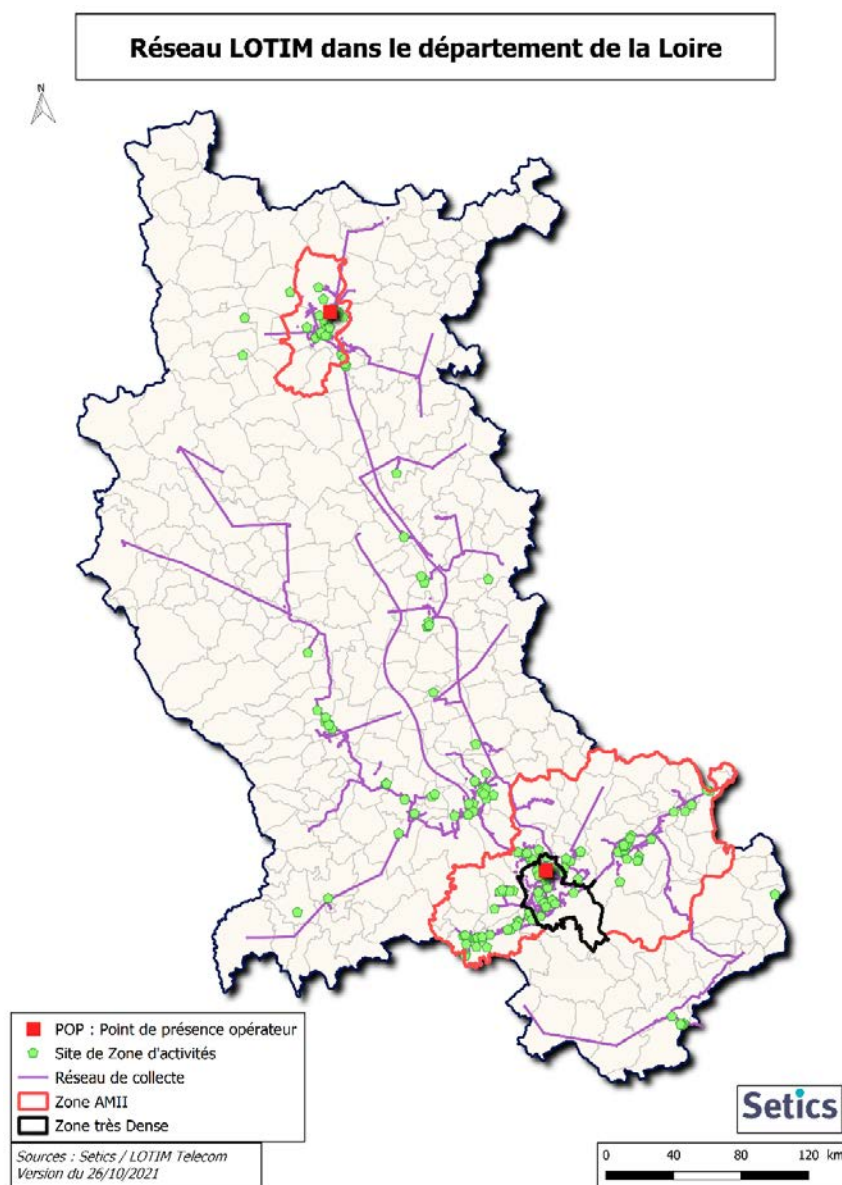 Réseau LOTIM dans le département de la Loire
N
POP : Point de présence opérateur
Site de Zone d'activités
Réseau de collecte
Zone AMII
Zone très Dense
Sources : Setics / LOTIM Telecom
Version du 26/10/2021
Setics
0 40 80 120 km